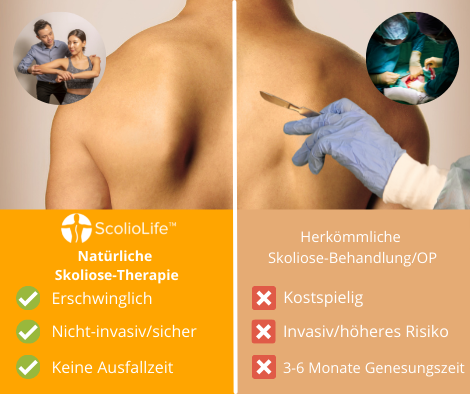 ScolioLife™
Natürliche
Skoliose-Therapie
Erschwinglich
Nicht-invasiv/sicher
Keine Ausfallzeit
Herkömmliche
Skoliose-Behandlung/OP
Kostspielig
Invasiv/höheres Risiko
3-6 Monate Genesungszeit